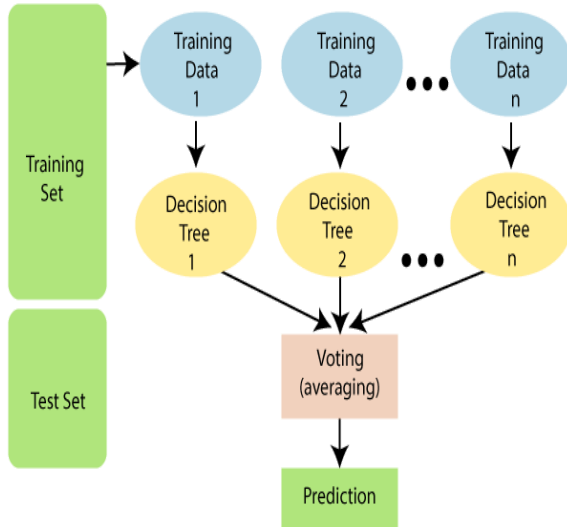 Training
Set
Training
Data
1
Training
Data
2
Training
Data
n
Decision
Tree
1
Decision
Tree
2
Decision
Tree
n
Test Set
Voting
(averaging)
Prediction